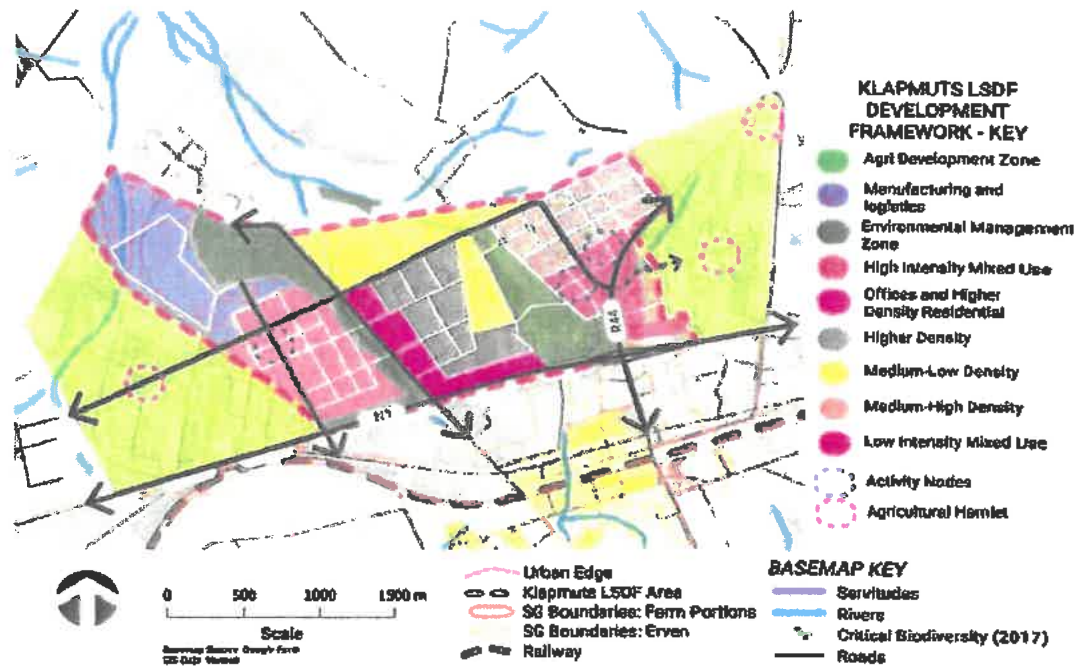 KLAPMUTS LSDF
DEVELOPMENT
FRAMEWORK - KEY
Agri Development Zone
Manufacturing and
logistics
Environmental Management
Zone
High Intensity Mixed Use
Offices and Higher
Density Residential
Higher Density
Medium-Low Density
Medium-High Density
Low Intensity Mixed Use
Activity Nodes
Agricultural Hamlet
R44
0 500 1000 1500 m
Scale
Urban Edge
Klapmuts LSDF Area
SG Boundaries: Farm Portions
SG Boundaries: Erven
Railway
BASEMAP KEY
Servitudes
Rivers
Critical Biodiversity (2017)
Roads